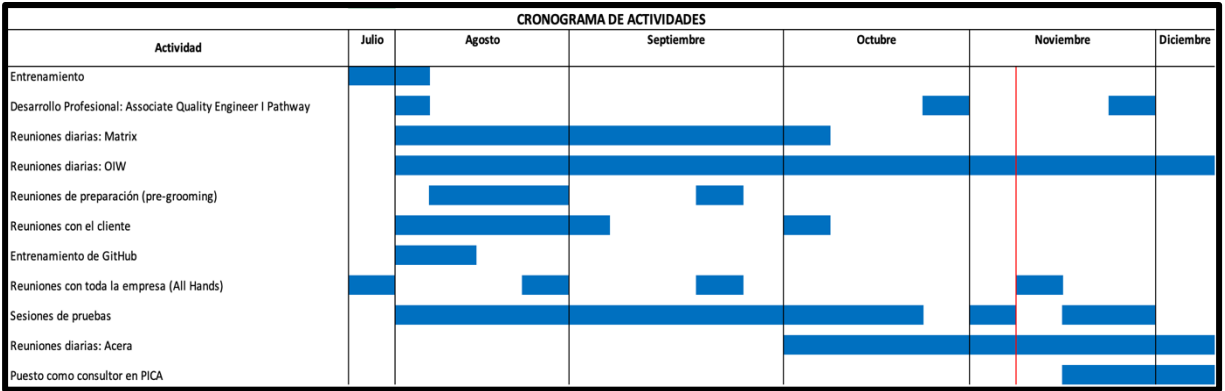 CRONOGRAMA DE ACTIVIDADES
Actividad Julio Agosto Septiembre Octubre Noviembre Diciembre
Entrenamiento
Desarrollo Profesional: Associate Quality Engineer I Pathway
Reuniones diarias: Matrix
Reuniones diarias: OIW
Reuniones de preparación (pre-grooming)
Reuniones con el cliente
Entrenamiento de GitHub
Reuniones con toda la empresa (All Hands)
Sesiones de pruebas
Reuniones diarias: Acera
Puesto como consultor en PICA